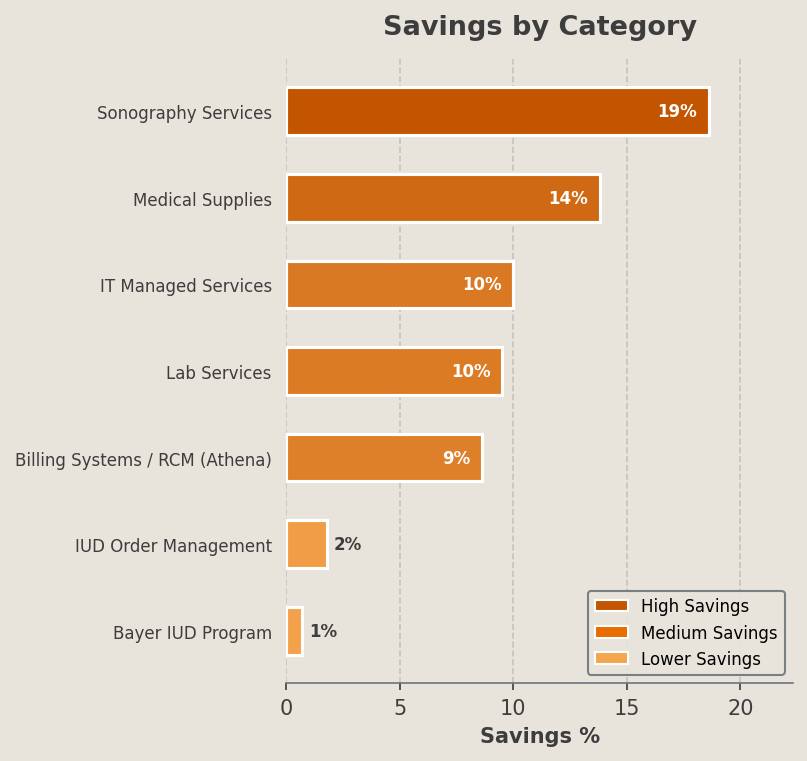 Savings by Category
Sonography Services
19%
Medical Supplies
14%
IT Managed Services
10%
Lab Services
10%
Billing Systems / RCM (Athena)
9%
IUD Order Management
2%
Bayer IUD Program
1%
High Savings
Medium Savings
Lower Savings
0 5 10 15 20
Savings %